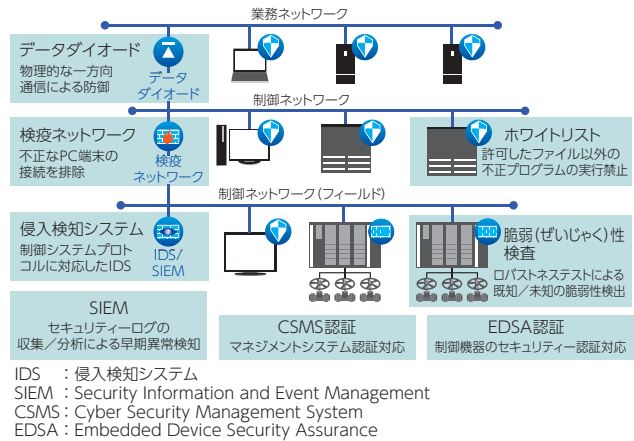 業務ネットワーク
データダイオード
物理的な一方向
通信による防御
データ
ダイオード
制御ネットワーク
検疫ネットワーク
不正なPC端末の
接続を排除
検疫
ネットワーク
ホワイトリスト
許可したファイル以外の
不正プログラムの実行禁止
制御ネットワーク（フィールド）
侵入検知システム
制御システムプロト
コルに対応したIDS
IDS/
SIEM
脆弱（ぜいじゃく）性
検査
ロバストネステストによる
既知／未知の脆弱性検出
SIEM
セキュリティーログの
収集／分析による早期異常検知
CSMS認証
マネジメントシステム認証対応
EDSA認証
制御機器のセキュリティー認証対応
IDS ：侵入検知システム
SIEM ：Security Information and Event Management
CSMS：Cyber Security Management System
EDSA：Embedded Device Security Assurance